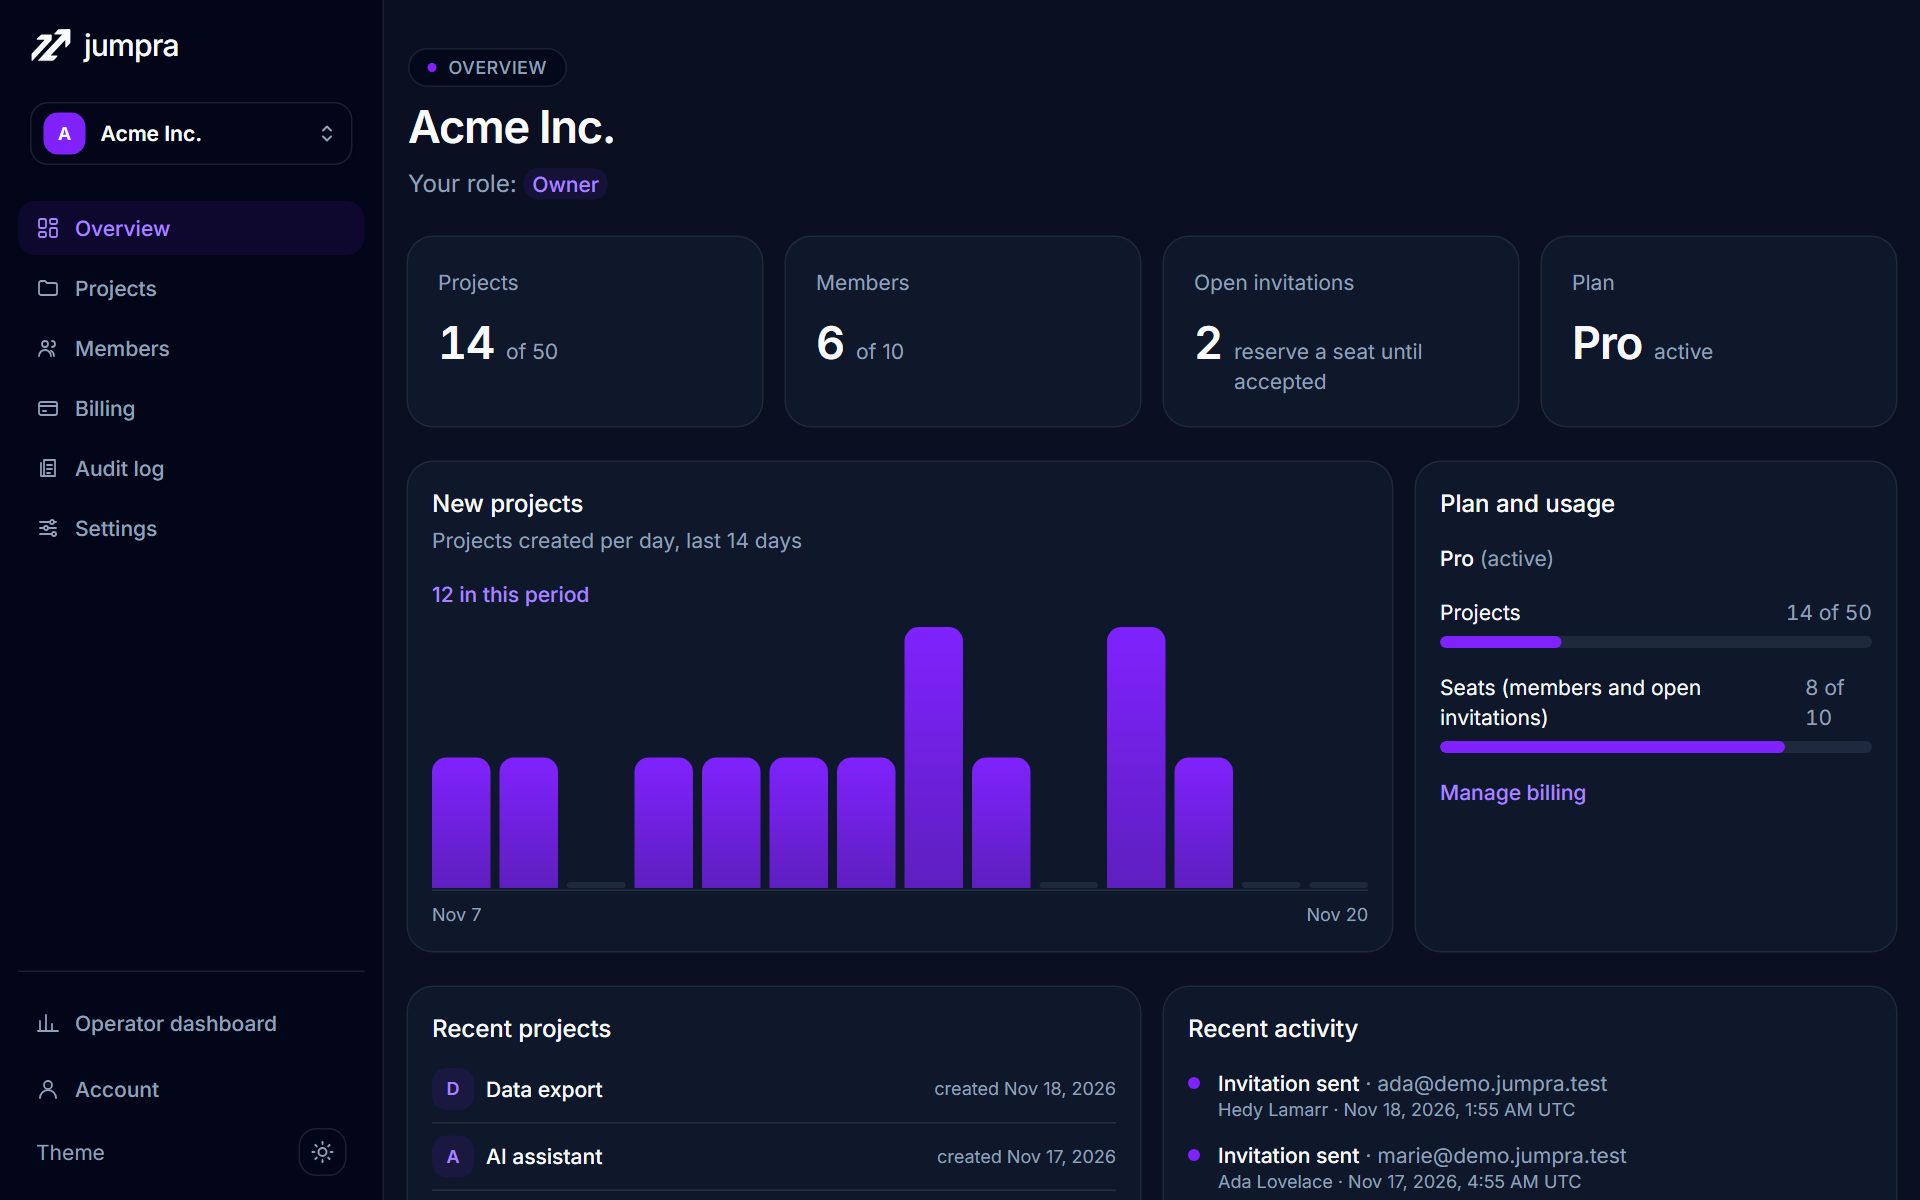 jumpra
A Acme Inc.
Overview
Projects
Members
Billing
Audit log
Settings
Operator dashboard
Account
Theme
OVERVIEW
Acme Inc.
Your role: Owner
Projects
14 of 50
Members
6 of 10
Open invitations
2 reserve a seat until
accepted
Plan
Pro active
New projects
Projects created per day, last 14 days
12 in this period
Nov 7
Nov 20
Plan and usage
Pro (active)
Projects 14 of 50
Seats (members and open 8 of
invitations) 10
Manage billing
Recent projects
D Data export created Nov 18, 2026
A AI assistant created Nov 17, 2026
Recent activity
Invitation sent · ada@demo.jumpra.test
Hedy Lamarr · Nov 18, 2026, 1:55 AM UTC
Invitation sent · marie@demo.jumpra.test
Ada Lovelace · Nov 17, 2026, 4:55 AM UTC